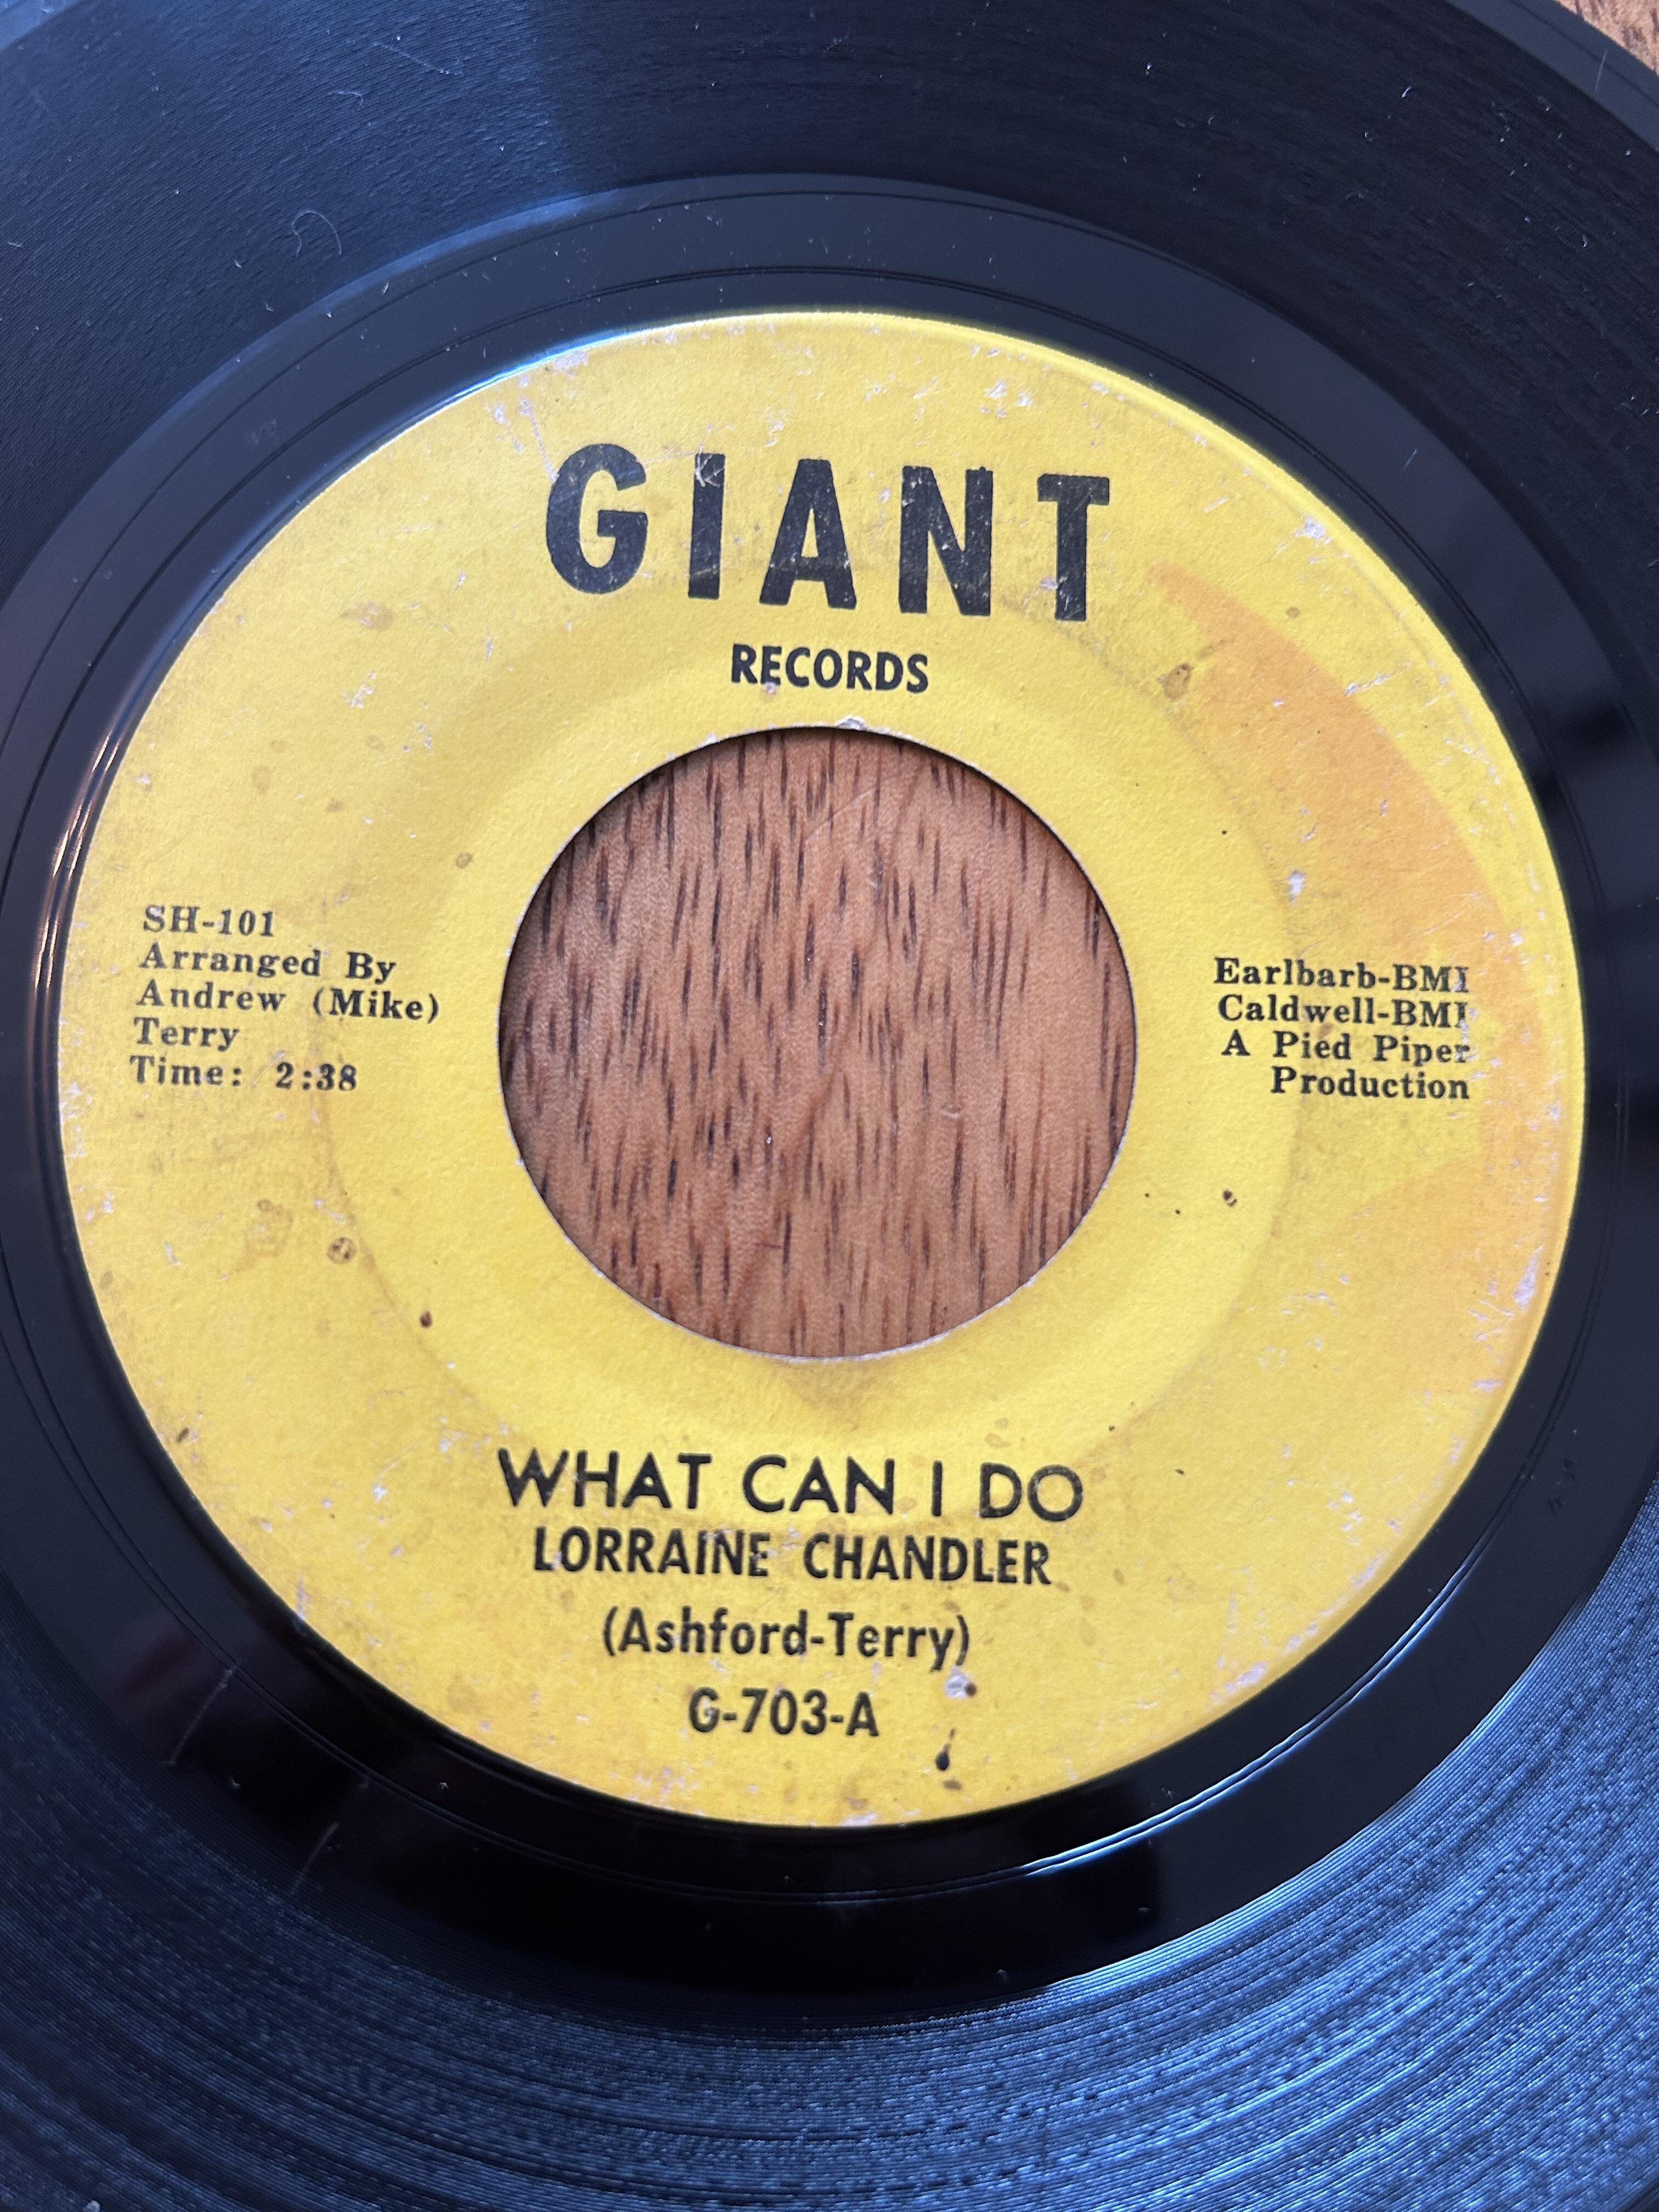 GIANT
RECORDS
SH-101
Arranged By
Andrew (Mike)
Terry
Time: 2:38
Earlbarb-BMI
Caldwell-BMI
A Pied Piper
Production
WHAT CAN I DO
LORRAINE CHANDLER
(Ashford-Terry)
G-703-A